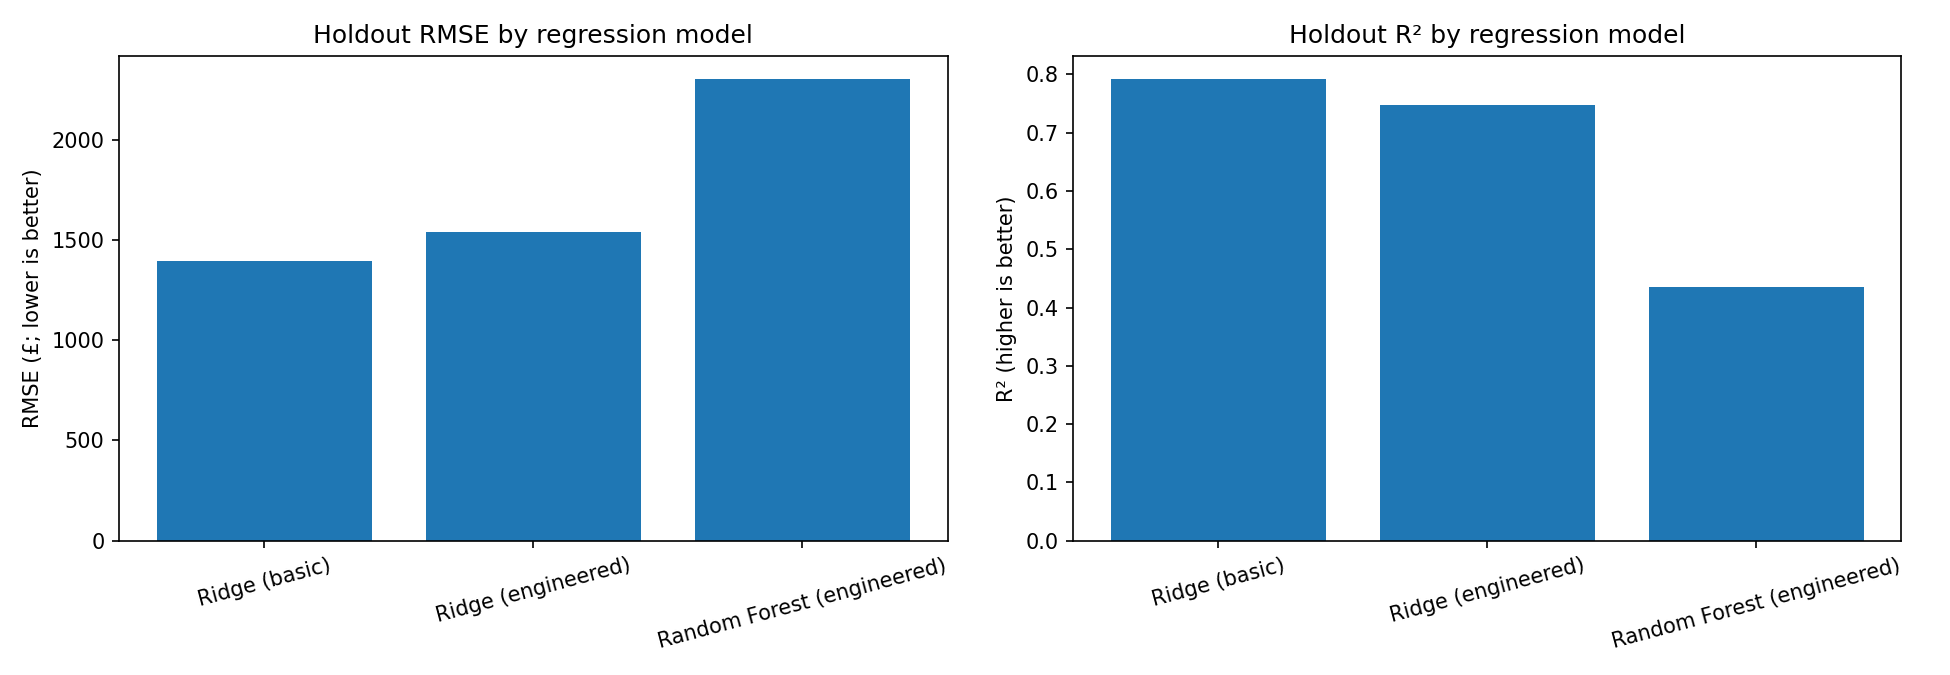 Holdout RMSE by regression model
RMSE (£; lower is better)
2000
1500
1000
500
0
Ridge (basic)
Ridge (engineered)
Random Forest (engineered)
Holdout R² by regression model
R² (higher is better)
0.8
0.7
0.6
0.5
0.4
0.3
0.2
0.1
0.0
Ridge (basic)
Ridge (engineered)
Random Forest (engineered)